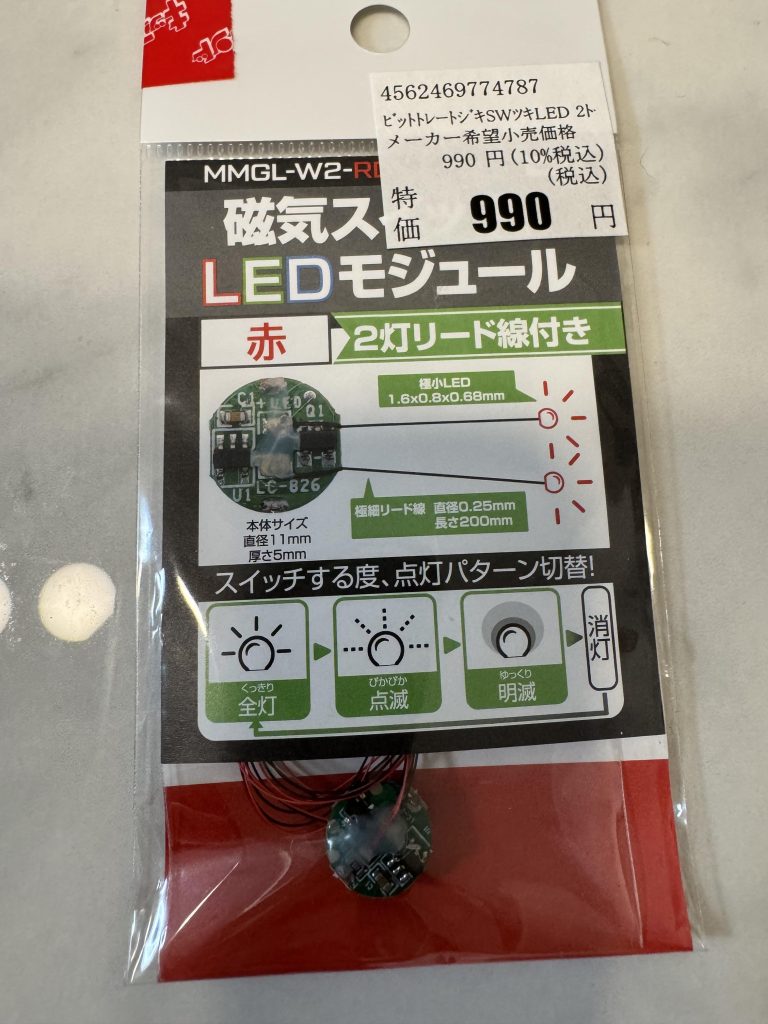 4562469774787
ﾋﾞｯﾄﾄﾚｰﾄｼﾞｷSWﾂｷLED 2ﾄ
メーカー希望小売価格
990 円(10%税込)
(税込)
特価 990 円
MMGL-W2-RE
磁気ス
LEDモジュール
赤 2灯リード線付き
極小LED
1.6x0.8x0.68mm
C1 + LED Q1
U1 LC-826
極細リード線 直径0.25mm
長さ200mm
本体サイズ
直径11mm
厚さ5mm
スイッチする度、点灯パターン切替!
くっきり ぴかぴか ゆっくり
全灯 点滅 明滅 消灯